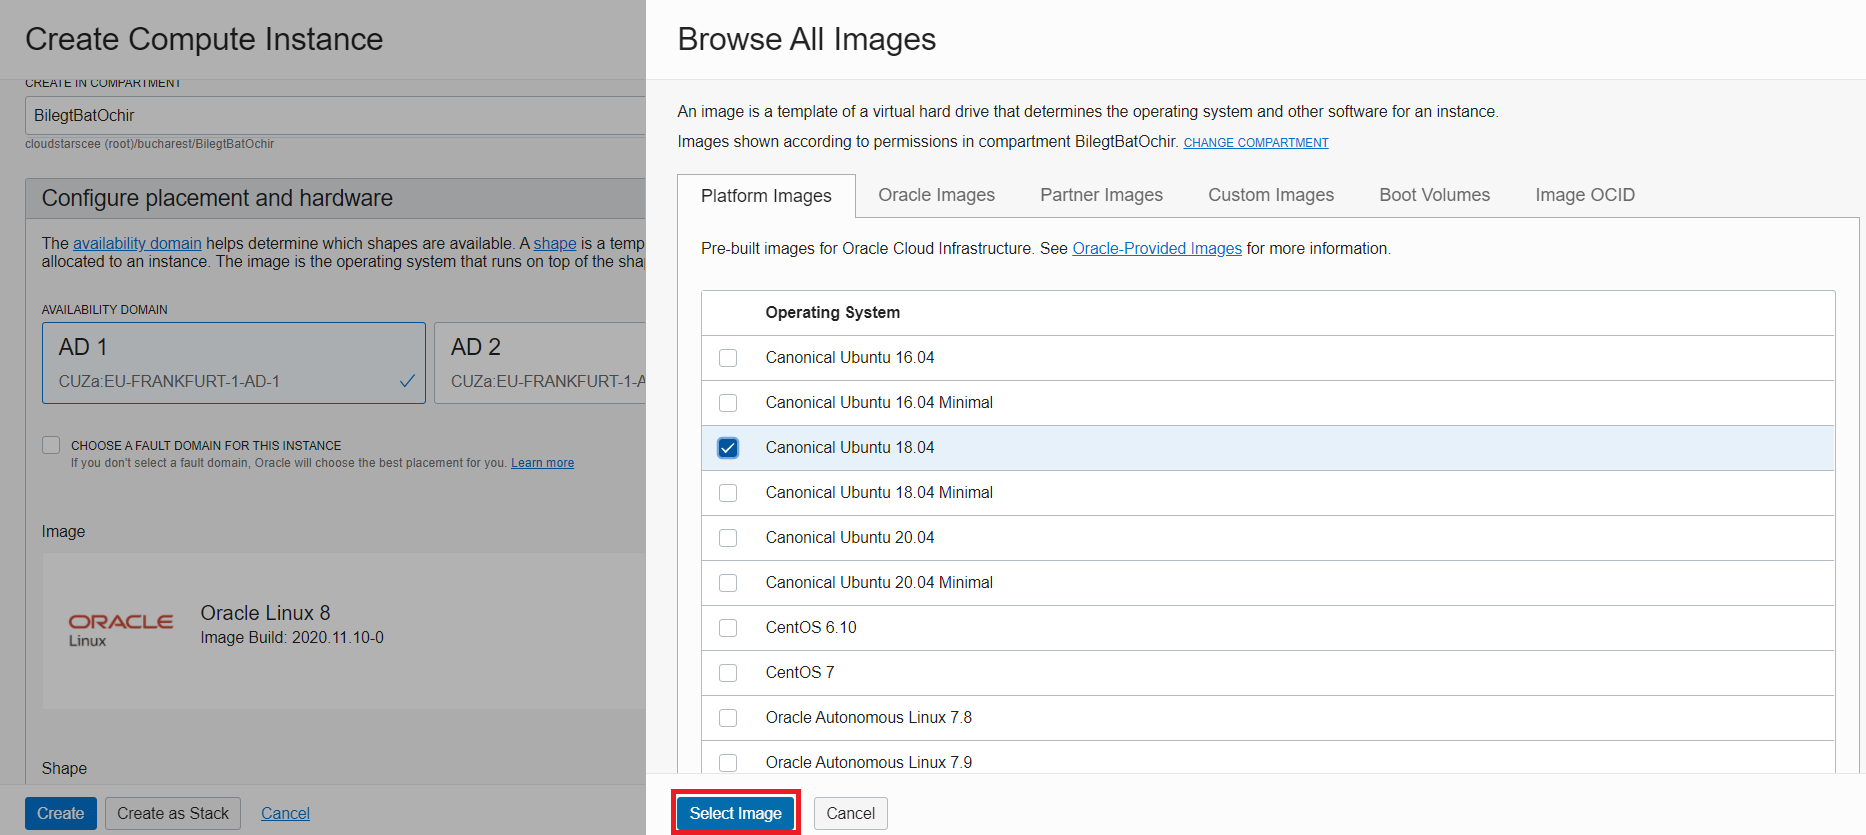 Create Compute Instance
CREATE IN COMPARTMENT
BilegtBatOchir
cloudstarscee (root)/bucharest/BilegtBatOchir
Configure placement and hardware
The availability domain helps determine which shapes are available. A shape is a temp
allocated to an instance. The image is the operating system that runs on top of the sha
AVAILABILITY DOMAIN
AD 1
CUZa:EU-FRANKFURT-1-AD-1
AD 2
CUZa:EU-FRANKFURT-1-A
CHOOSE A FAULT DOMAIN FOR THIS INSTANCE
If you don't select a fault domain, Oracle will choose the best placement for you. Learn more
Image
ORACLE
Linux
Oracle Linux 8
Image Build: 2020.11.10-0
Shape
Create
Create as Stack
Cancel
Browse All Images
An image is a template of a virtual hard drive that determines the operating system and other software for an instance.
Images shown according to permissions in compartment BilegtBatOchir. CHANGE COMPARTMENT
Platform Images
Oracle Images
Partner Images
Custom Images
Boot Volumes
Image OCID
Pre-built images for Oracle Cloud Infrastructure. See Oracle-Provided Images for more information.
Operating System
Canonical Ubuntu 16.04
Canonical Ubuntu 16.04 Minimal
Canonical Ubuntu 18.04
Canonical Ubuntu 18.04 Minimal
Canonical Ubuntu 20.04
Canonical Ubuntu 20.04 Minimal
CentOS 6.10
CentOS 7
Oracle Autonomous Linux 7.8
Oracle Autonomous Linux 7.9
Select Image
Cancel